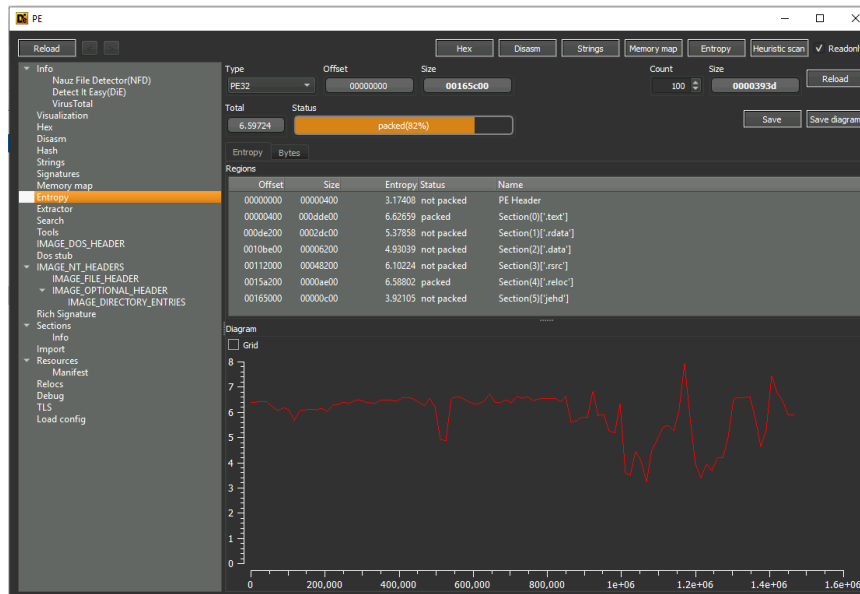 PE
Reload < > Hex Disasm Strings Memory map Entropy Heuristic scan Readonl
Info
Nauz File Detector(NFD)
Detect It Easy(DiE)
VirusTotal
Visualization
Hex
Disasm
Hash
Strings
Signatures
Memory map
Entropy
Extractor
Search
Tools
IMAGE_DOS_HEADER
Dos stub
IMAGE_NT_HEADERS
IMAGE_FILE_HEADER
IMAGE_OPTIONAL_HEADER
IMAGE_DIRECTORY_ENTRIES
Rich Signature
Sections
Info
Import
Resources
Manifest
Relocs
Debug
TLS
Load config
Type Offset Size Count Size
PE32 00000000 00165c00 100 0000393d Reload
Total Status
6.59724 packed(82%) Save Save diagram
Entropy Bytes
Regions
Offset Size Entropy Status Name
00000000 00000400 3.17408 not packed PE Header
00000400 000dde00 6.62659 packed Section(0)['.text']
000de200 0002dc00 5.37858 not packed Section(1)['.rdata']
0010be00 00006200 4.93039 not packed Section(2)['.data']
00112000 00048200 6.10224 not packed Section(3)['.rsrc']
0015a200 0000ae00 6.58802 packed Section(4)['.reloc']
00165000 00000c00 3.92105 not packed Section(5)['jehd']
Diagram
Grid
8
7
6
5
4
3
2
1
0
0 200,000 400,000 600,000 800,000 1e+06 1.2e+06 1.4e+06 1.6e+06